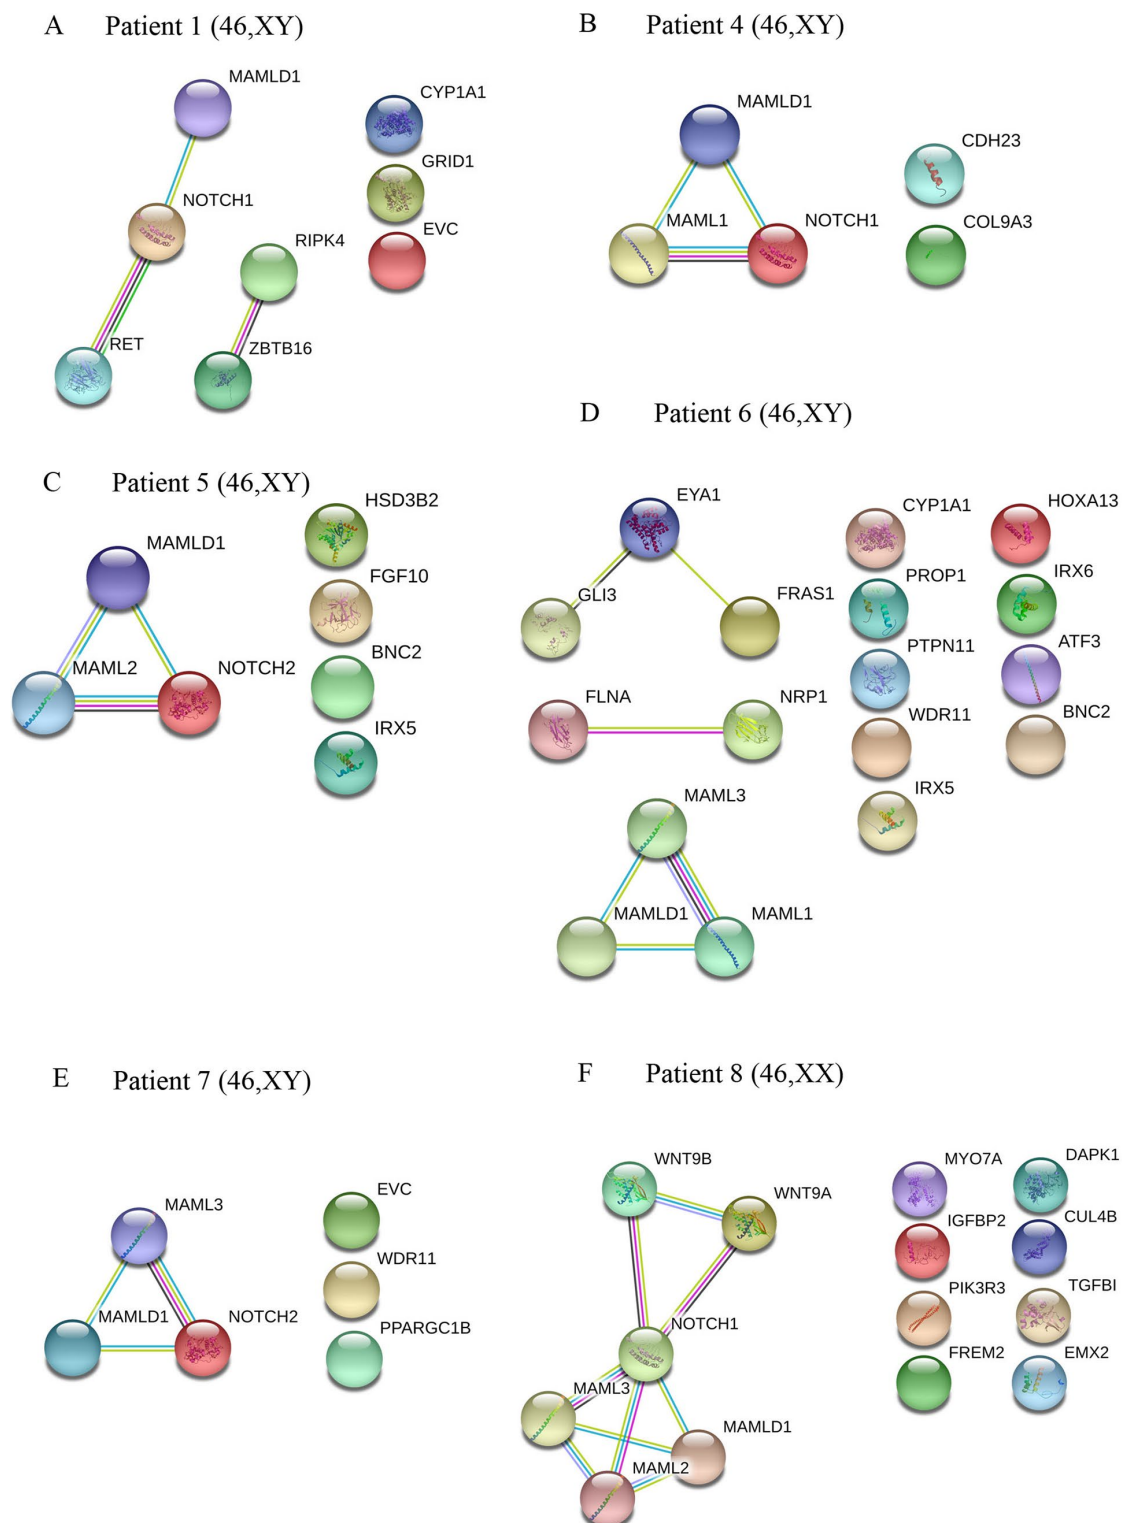 A Patient 1 (46,XY)
MAMLD1
NOTCH1
RET
RIPK4
ZBTB16
CYP1A1
GRID1
EVC
B Patient 4 (46,XY)
MAMLD1
MAML1
NOTCH1
CDH23
COL9A3
C Patient 5 (46,XY)
MAMLD1
MAML2
NOTCH2
HSD3B2
FGF10
BNC2
IRX5
D Patient 6 (46,XY)
EYA1
GLI3
FRAS1
FLNA
NRP1
MAML3
MAMLD1
MAML1
CYP1A1
PROP1
PTPN11
WDR11
IRX5
HOXA13
IRX6
ATF3
BNC2
E Patient 7 (46,XY)
MAML3
MAMLD1
NOTCH2
EVC
WDR11
PPARGC1B
F Patient 8 (46,XX)
WNT9B
WNT9A
NOTCH1
MAML3
MAMLD1
MAML2
MYO7A
IGFBP2
PIK3R3
FREM2
DAPK1
CUL4B
TGFBI
EMX2